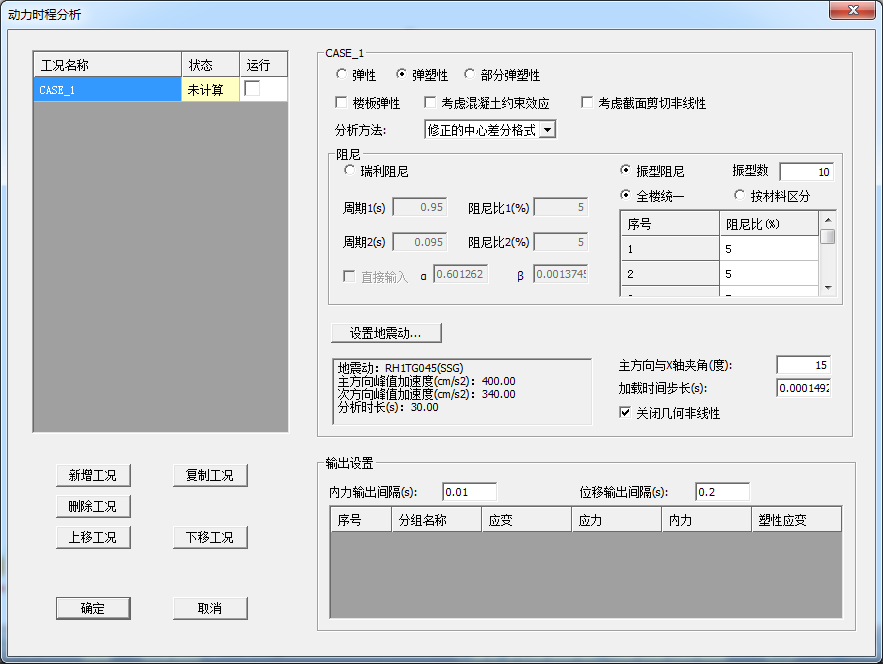 动力时程分析
工况名称 状态 运行
CASE_1 未计算
新增工况 复制工况
删除工况
上移工况 下移工况
确定 取消
CASE_1
弹性 弹塑性 部分弹塑性
楼板弹性 考虑混凝土约束效应 考虑截面剪切非线性
分析方法: 修正的中心差分格式
阻尼
瑞利阻尼
周期1(s) 0.95 阻尼比1(%) 5
周期2(s) 0.095 阻尼比2(%) 5
直接输入 α 0.601262 β 0.0013745
振型阻尼 振型数 10
全楼统一 按材料区分
序号 阻尼比(%)
1 5
2 5
设置地震动...
地震动: RH1TG045(SSG)
主方向峰值加速度(cm/s2): 400.00
次方向峰值加速度(cm/s2): 340.00
分析时长(s): 30.00
主方向与X轴夹角(度): 15
加载时间步长(s): 0.0001492
关闭几何非线性
输出设置
内力输出间隔(s): 0.01 位移输出间隔(s): 0.2
序号 分组名称 应变 应力 内力 塑性应变